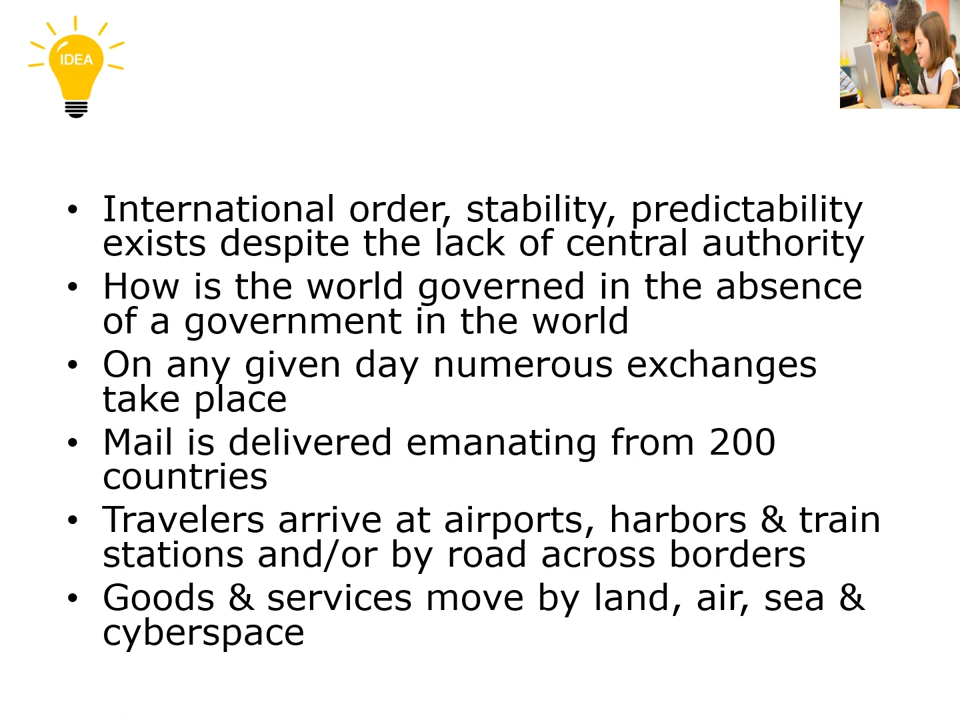 IDEA
• International order, stability, predictability
exists despite the lack of central authority
• How is the world governed in the absence
of a government in the world
• On any given day numerous exchanges
take place
• Mail is delivered emanating from 200
countries
• Travelers arrive at airports, harbors & train
stations and/or by road across borders
• Goods & services move by land, air, sea &
cyberspace